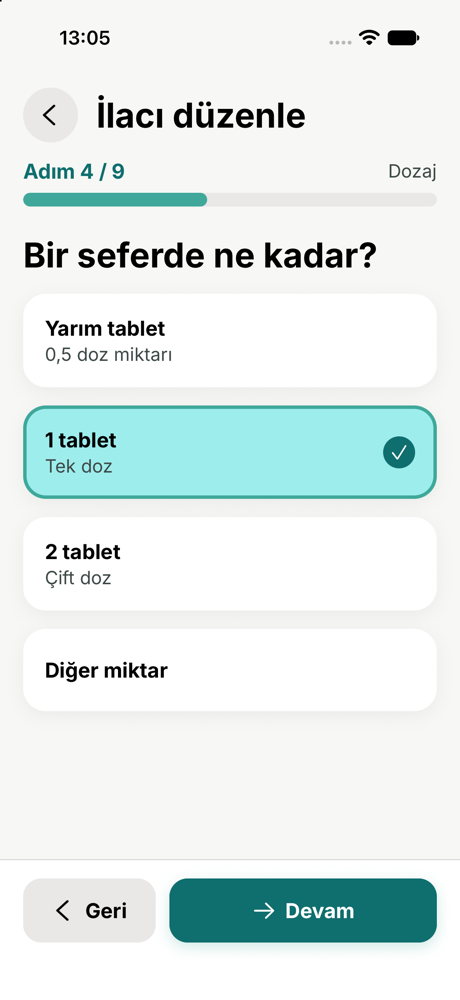 13:05
İlacı düzenle
Adım 4 / 9
Dozaj
Bir seferde ne kadar?
Yarım tablet
0,5 doz miktarı
1 tablet
Tek doz
2 tablet
Çift doz
Diğer miktar
Geri
Devam